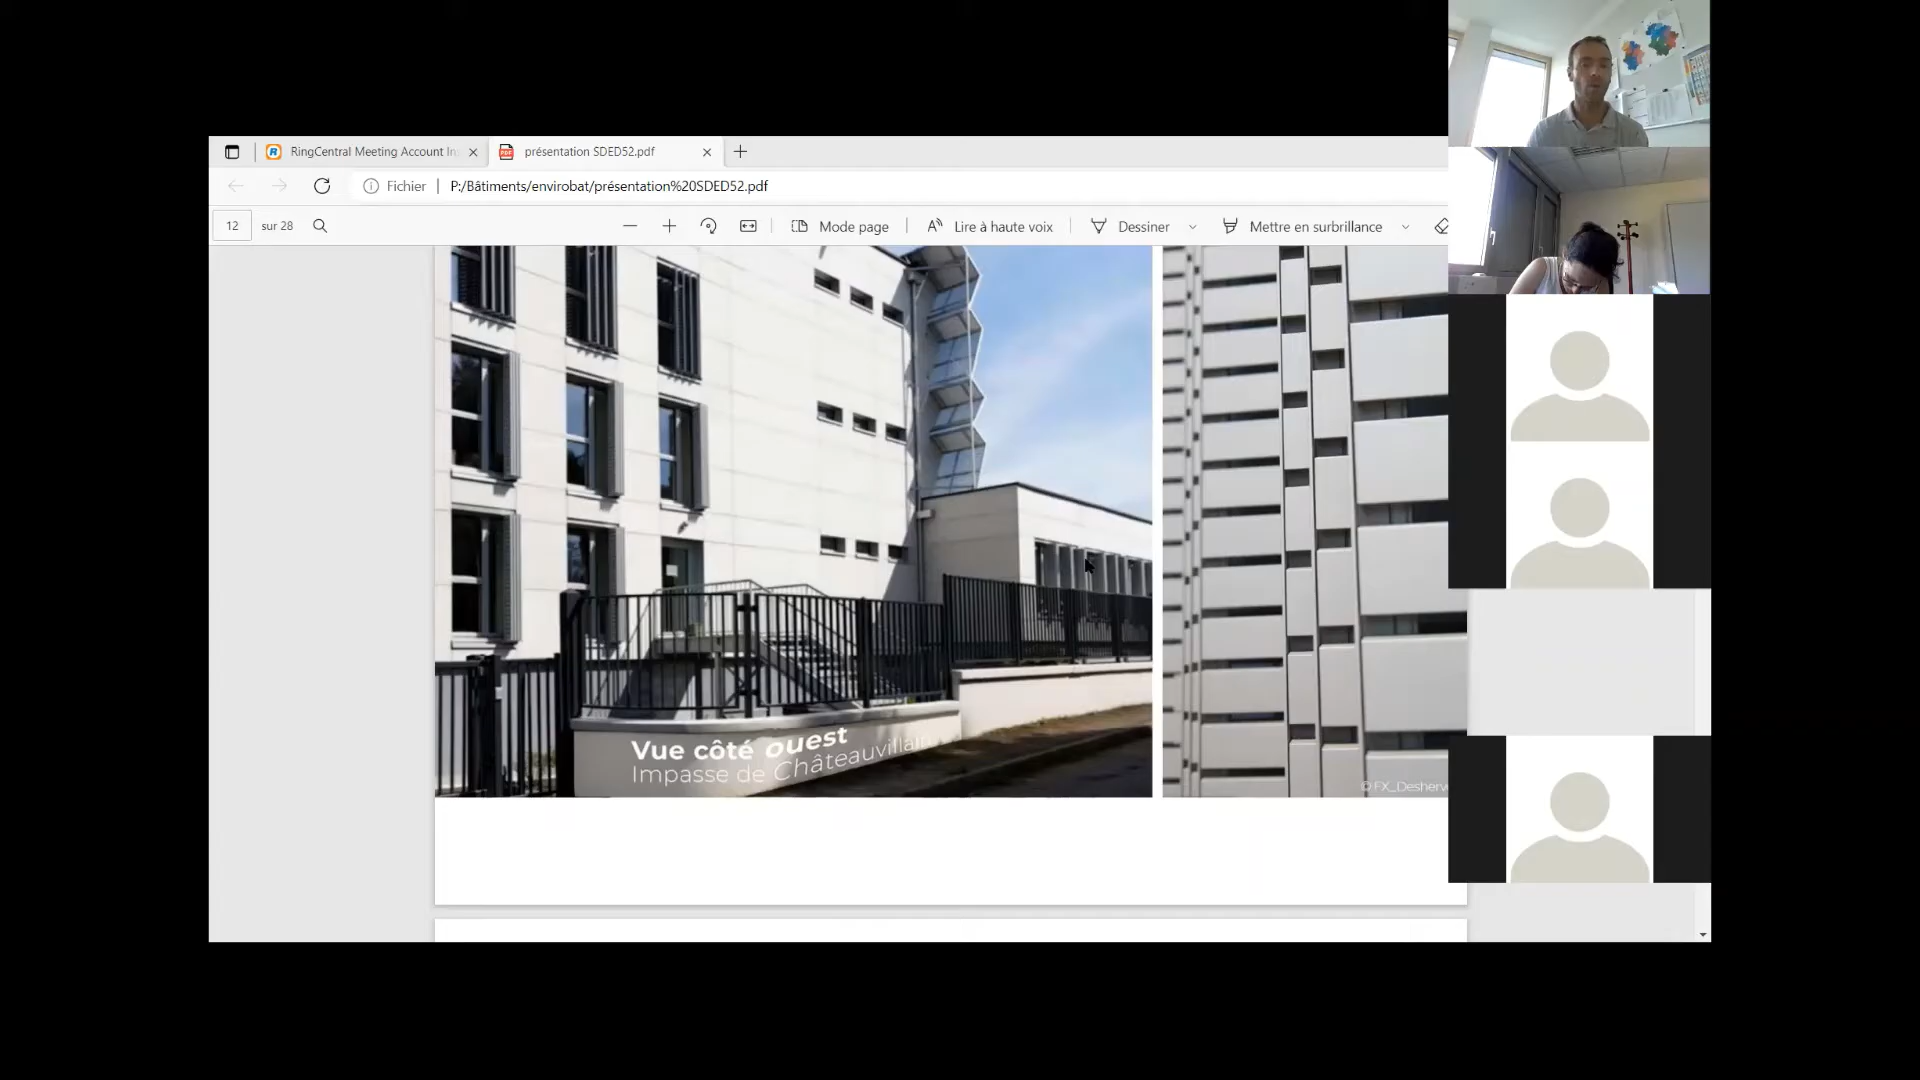 RingCentral Meeting Account In
présentation SDED52.pdf
Fichier
P:/Bâtiments/envirobat/présentation%20SDED52.pdf
12
sur 28
Mode page
Lire à haute voix
Dessiner
Mettre en surbrillance
Vue côté ouest
Impasse de Châteauvillain
© FX_Desherv